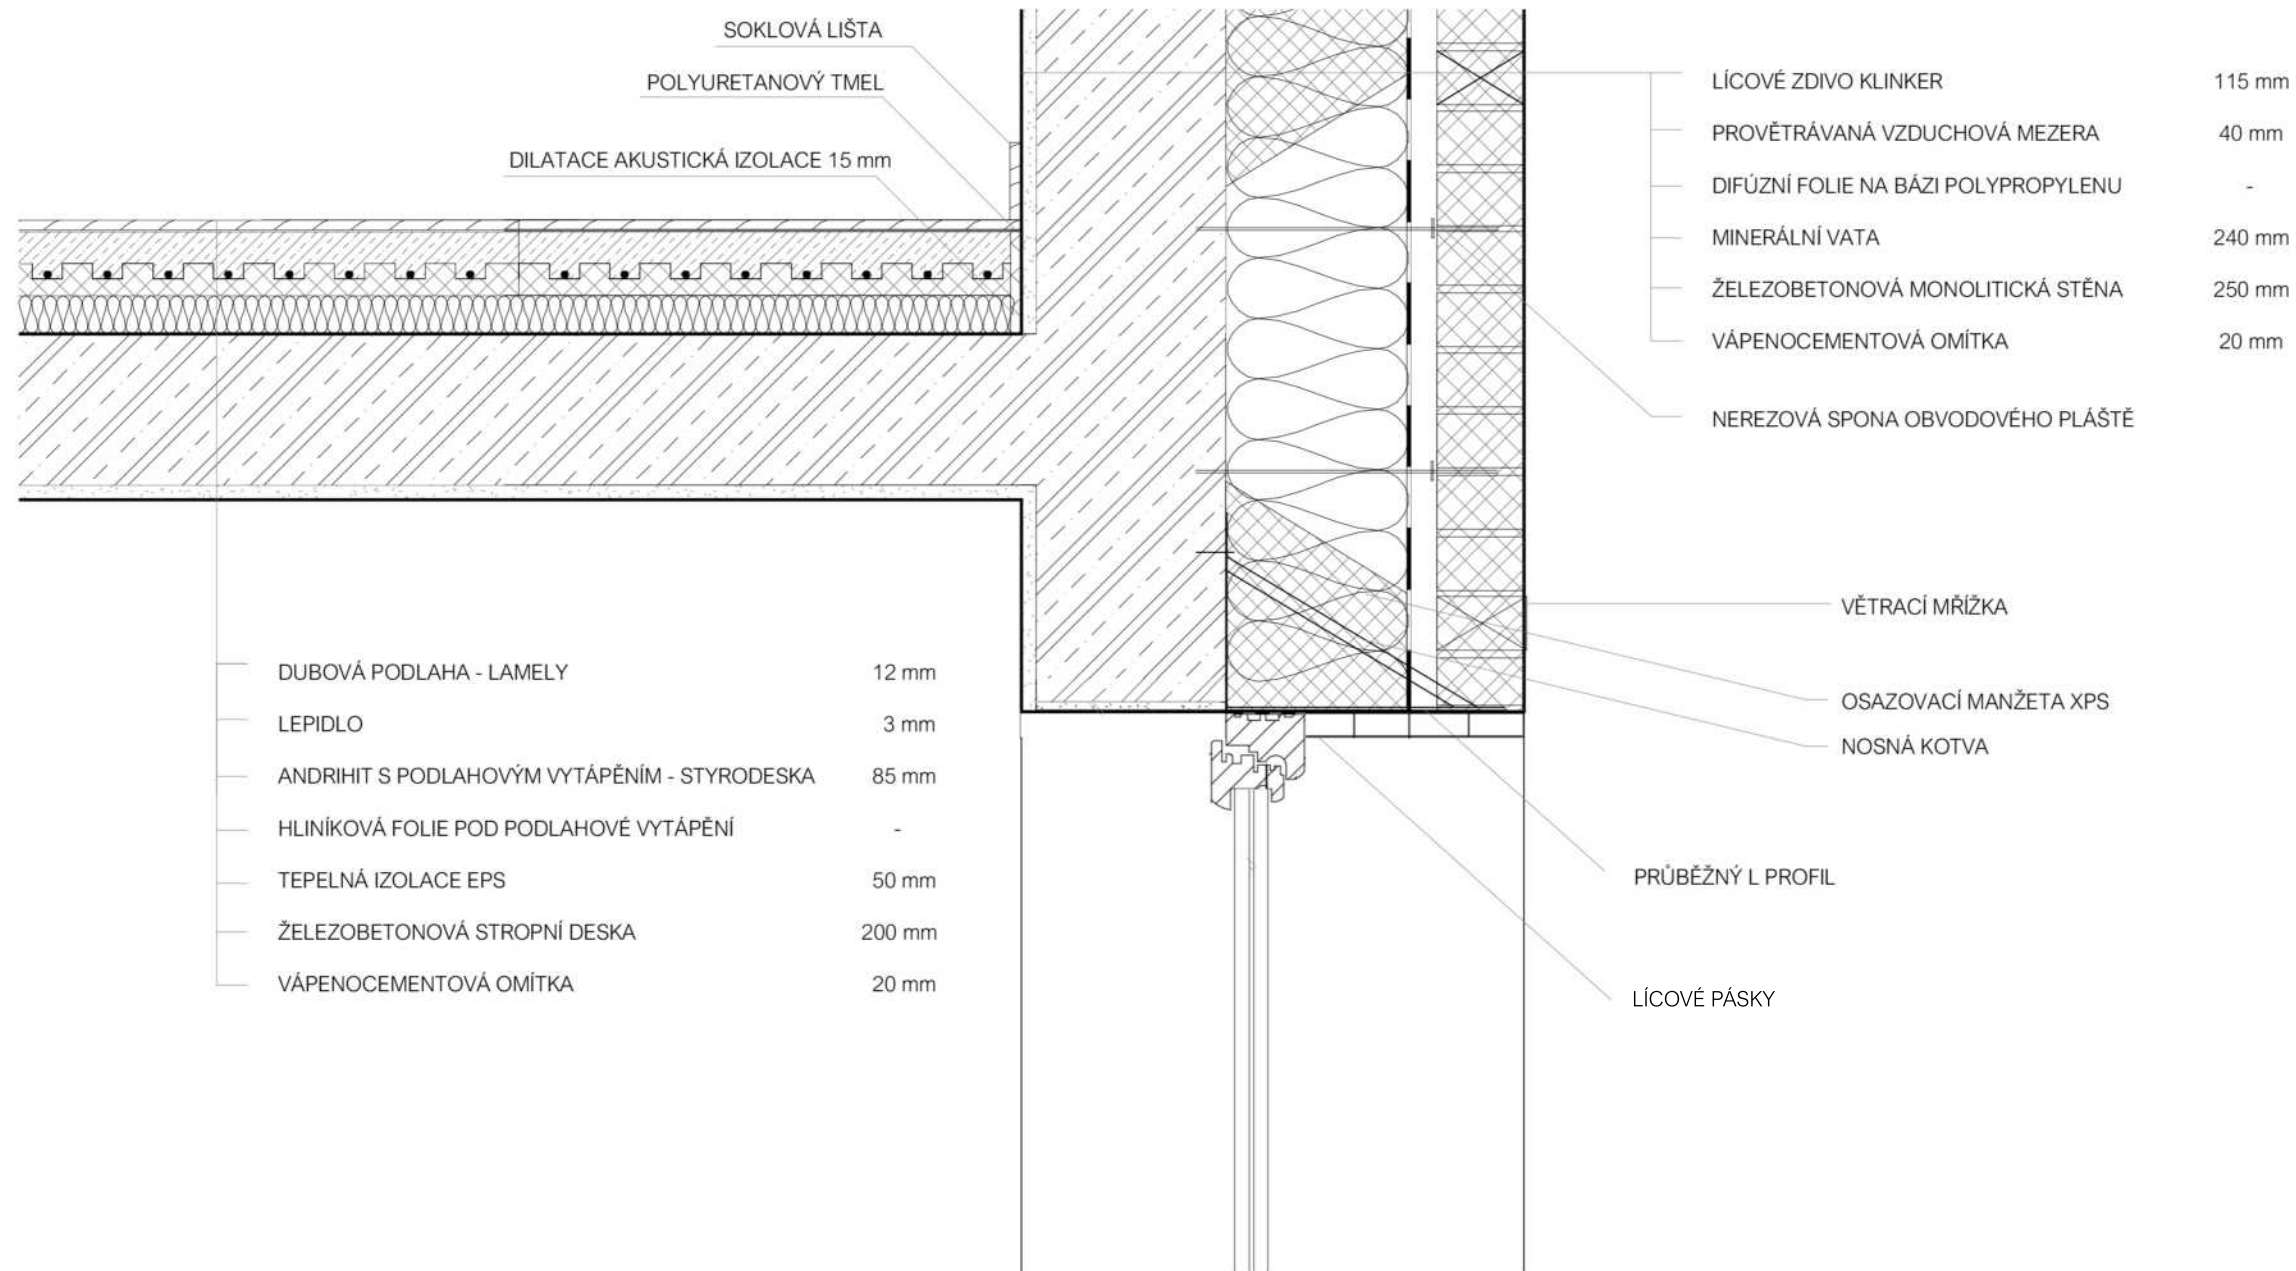 SOKLOVÁ LIŠTA
POLYURETANOVÝ TMEL
DILATACE AKUSTICKÁ IZOLACE 15 mm
LÍCOVÉ ZDIVO KLINKER 115 mm
PROVĚTRÁVANÁ VZDUCHOVÁ MEZERA 40 mm
DIFÚZNÍ FOLIE NA BÁZI POLYPROPYLENU -
MINERÁLNÍ VATA 240 mm
ŽELEZOBETONOVÁ MONOLITICKÁ STĚNA 250 mm
VÁPENOCEMENTOVÁ OMÍTKA 20 mm
NEREZOVÁ SPONA OBVODOVÉHO PLÁŠTĚ
VĚTRACÍ MŘÍŽKA
OSAZOVACÍ MANŽETA XPS
NOSNÁ KOTVA
PRŮBĚŽNÝ L PROFIL
LÍCOVÉ PÁSKY
DUBOVÁ PODLAHA - LAMELY 12 mm
LEPIDLO 3 mm
ANDRIHIT S PODLAHOVÝM VYTÁPĚNÍM - STYRODESKA 85 mm
HLINÍKOVÁ FOLIE POD PODLAHOVÉ VYTÁPĚNÍ -
TEPELNÁ IZOLACE EPS 50 mm
ŽELEZOBETONOVÁ STROPNÍ DESKA 200 mm
VÁPENOCEMENTOVÁ OMÍTKA 20 mm